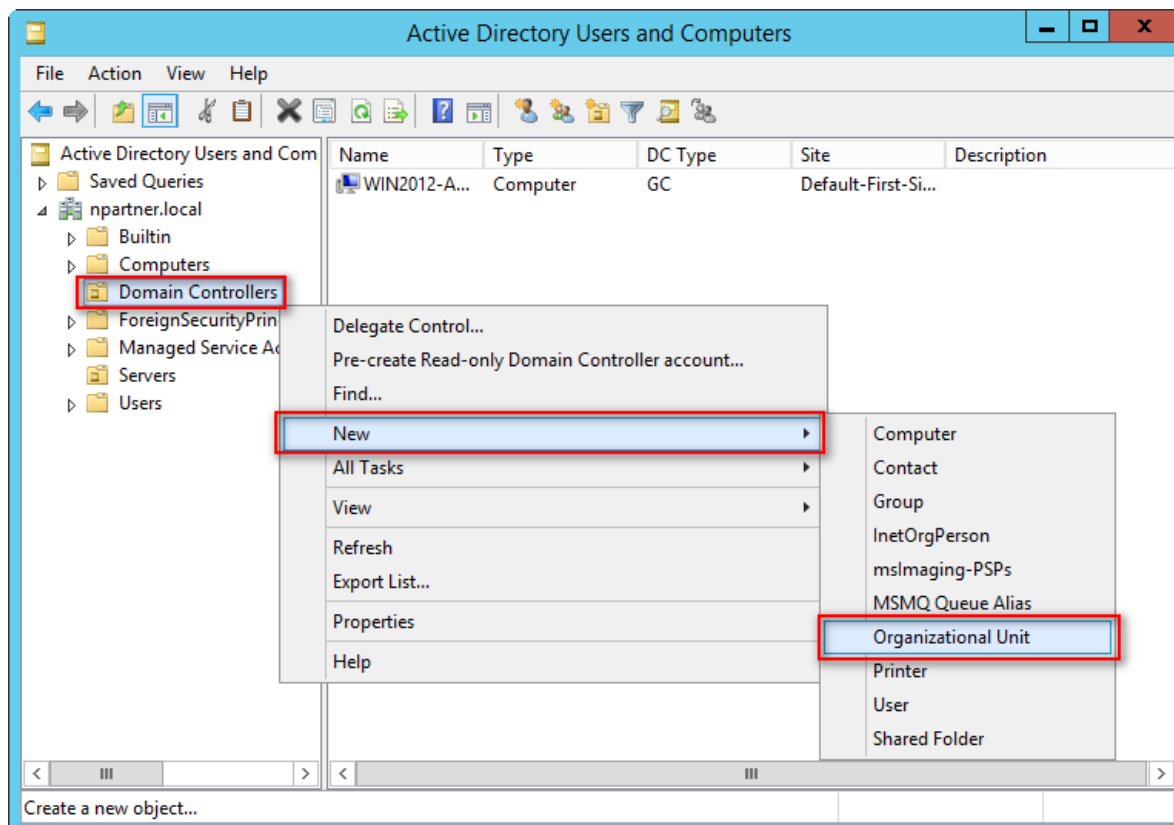 Active Directory Users and Computers
File Action View Help
Active Directory Users and Com
Saved Queries
npartner.local
Builtin
Computers
Domain Controllers
ForeignSecurityPrin
Managed Service Ac
Servers
Users
Name Type DC Type Site Description
WIN2012-A... Computer GC Default-First-Si...
Delegate Control...
Pre-create Read-only Domain Controller account...
Find...
New
All Tasks
View
Refresh
Export List...
Properties
Help
Computer
Contact
Group
InetOrgPerson
msImaging-PSPs
MSMQ Queue Alias
Organizational Unit
Printer
User
Shared Folder
Create a new object...